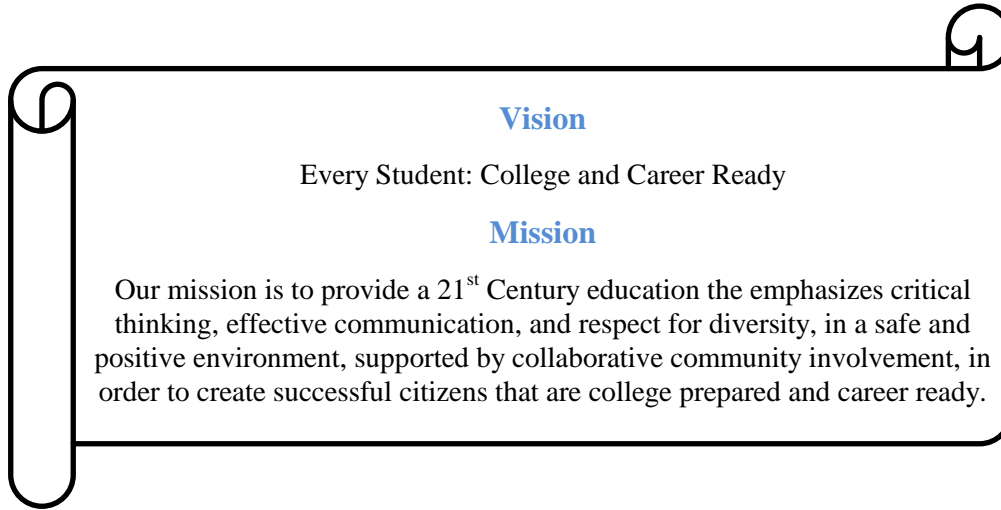 Vision
Every Student: College and Career Ready
Mission
Our mission is to provide a 21st Century education the emphasizes critical
thinking, effective communication, and respect for diversity, in a safe and
positive environment, supported by collaborative community involvement, in
order to create successful citizens that are college prepared and career ready.